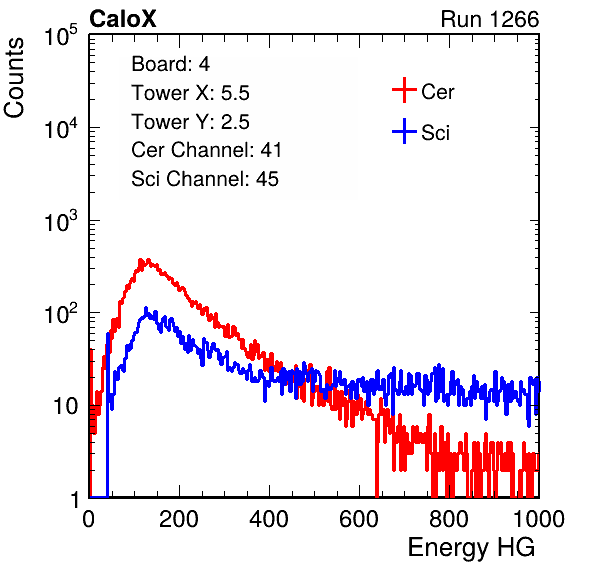 CaloX
Run 1266
Counts
10^5
10^4
10^3
10^2
10
1
Board: 4
Tower X: 5.5
Tower Y: 2.5
Cer Channel: 41
Sci Channel: 45
Cer
Sci
0 200 400 600 800 1000
Energy HG